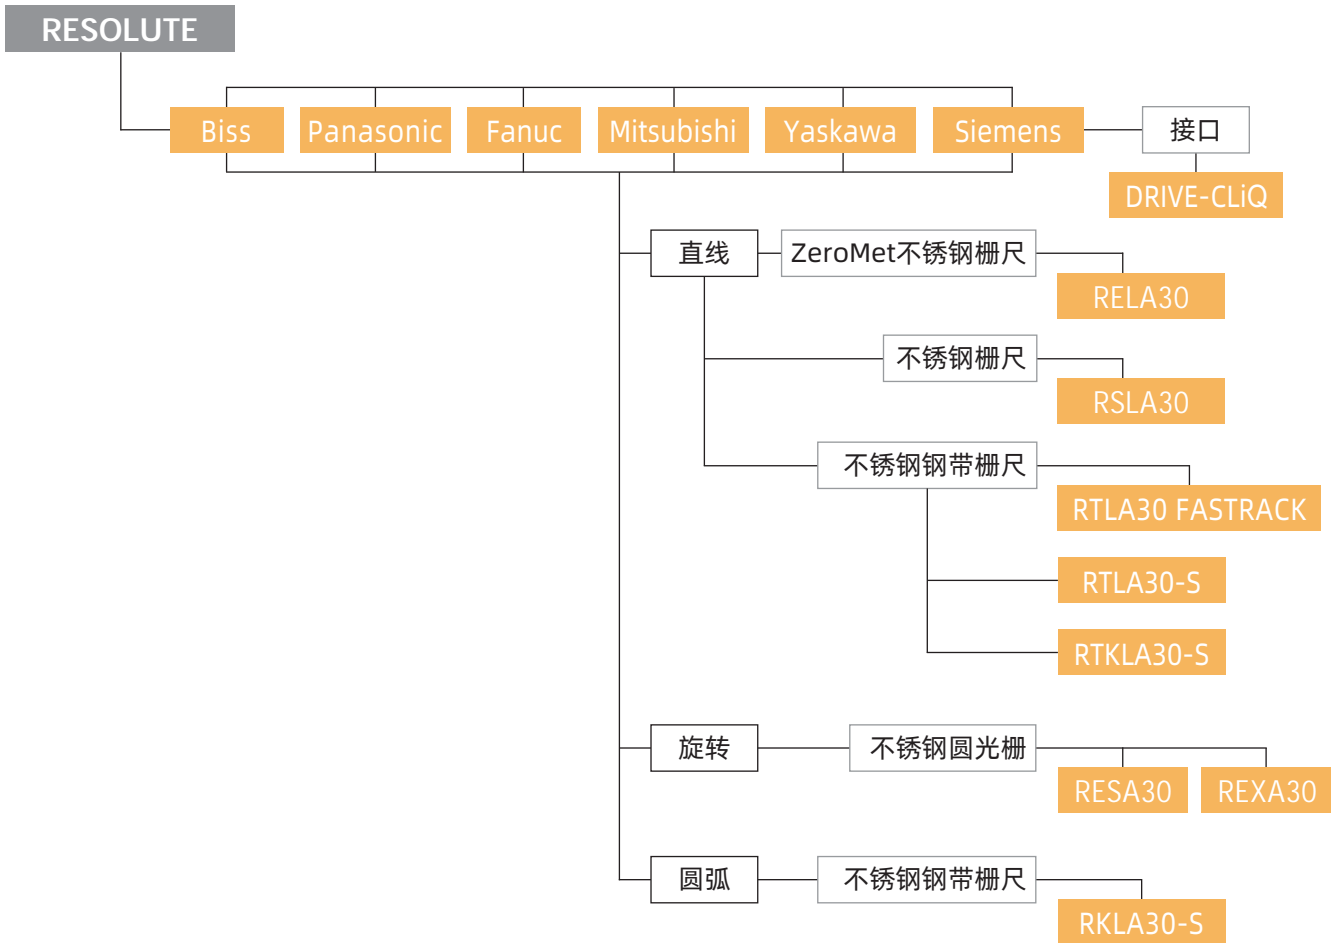 RESOLUTE
Biss
Panasonic
Fanuc
Mitsubishi
Yaskawa
Siemens
接口
DRIVE-CLiQ
直线
ZeroMet不锈钢栅尺
RELA30
不锈钢栅尺
RSLA30
不锈钢钢带栅尺
RTLA30 FASTRACK
RTLA30-S
RTKLA30-S
旋转
不锈钢圆光栅
RESA30
REXA30
圆弧
不锈钢钢带栅尺
RKLA30-S